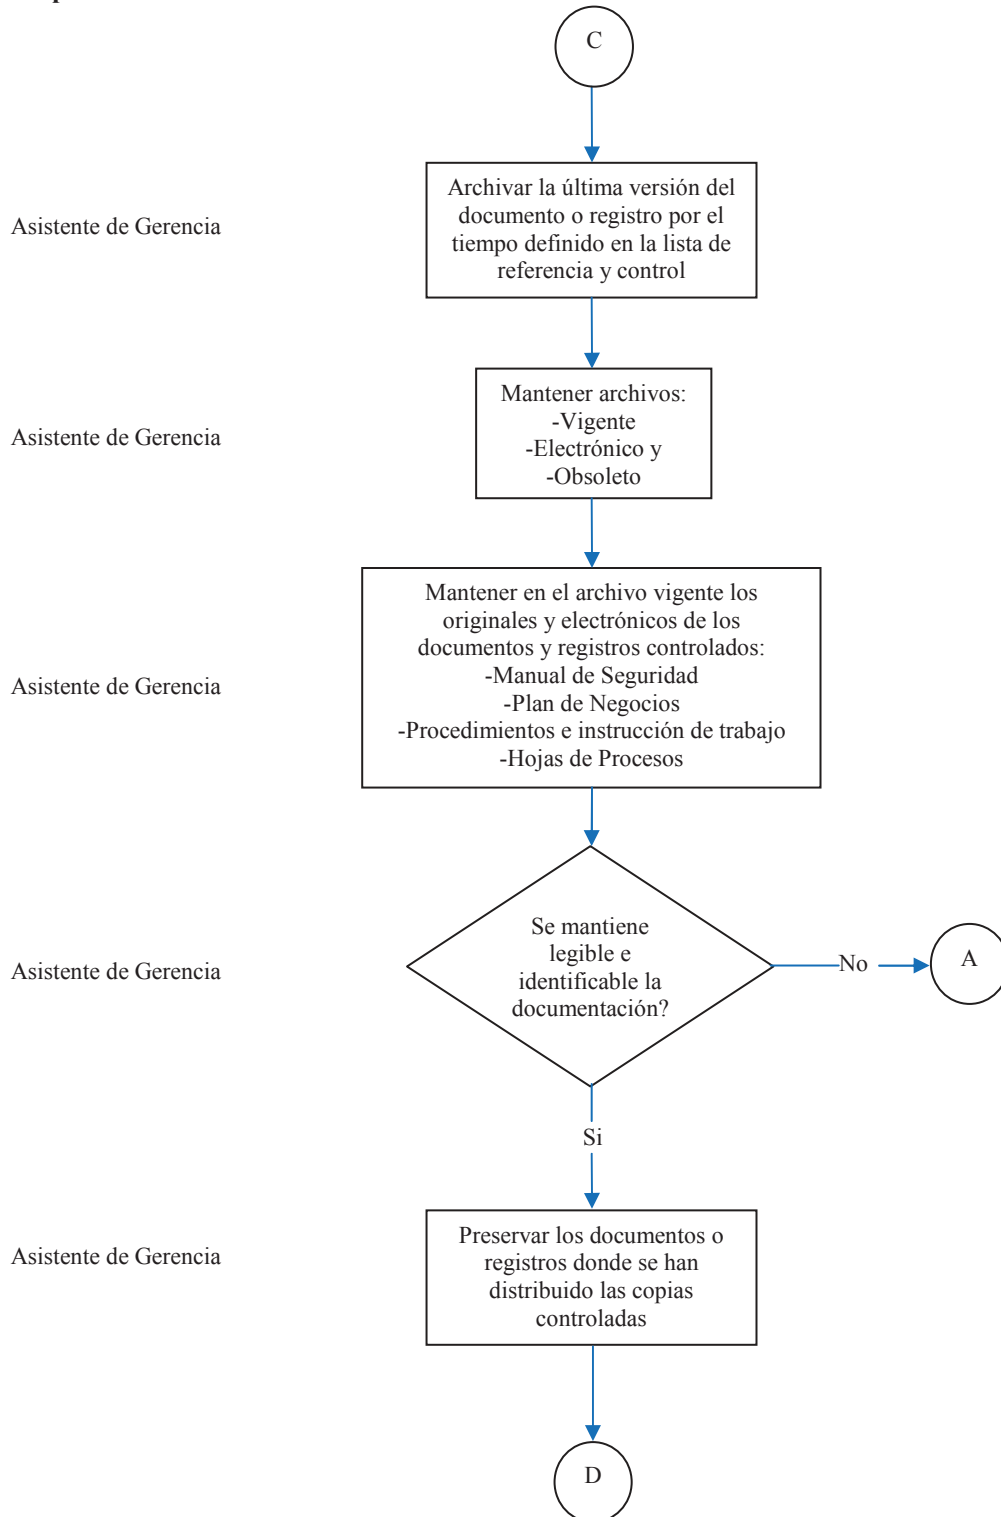 C
Asistente de Gerencia
Archivar la última versión del
documento o registro por el
tiempo definido en la lista de
referencia y control
Asistente de Gerencia
Mantener archivos:
-Vigente
-Electrónico y
-Obsoleto
Asistente de Gerencia
Mantener en el archivo vigente los
originales y electrónicos de los
documentos y registros controlados:
-Manual de Seguridad
-Plan de Negocios
-Procedimientos e instrucción de trabajo
-Hojas de Procesos
Asistente de Gerencia
Se mantiene
legible e
identificable la
documentación?
No
A
Si
Asistente de Gerencia
Preservar los documentos o
registros donde se han
distribuido las copias
controladas
D